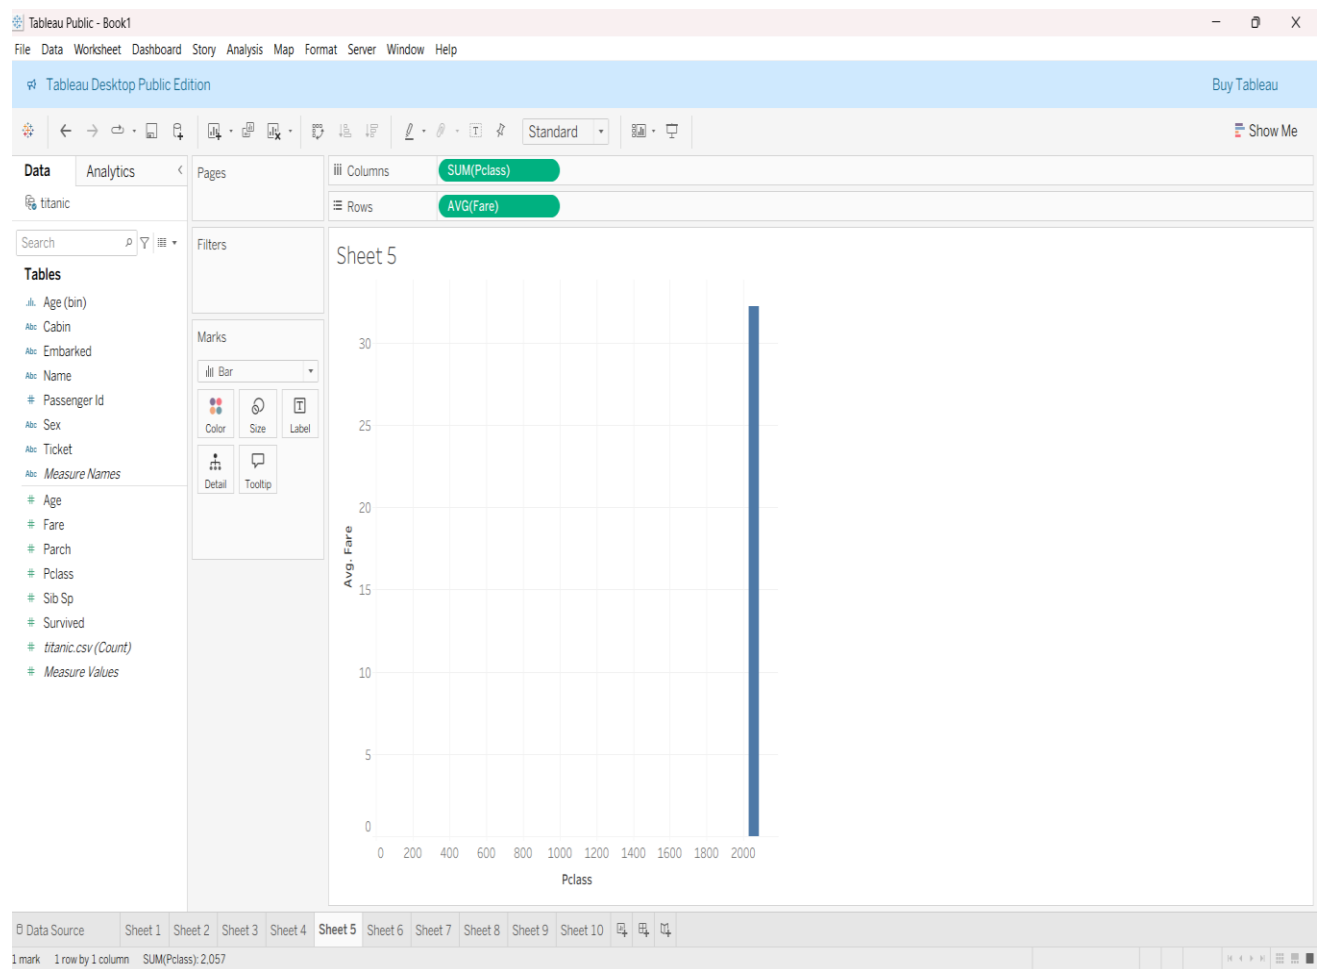 Tableau Public - Book1
File Data Worksheet Dashboard Story Analysis Map Format Server Window Help
Tableau Desktop Public Edition Buy Tableau
Standard Show Me
Data Analytics
titanic
Search
Tables
Age (bin)
Abc Cabin
Abc Embarked
Abc Name
# Passenger Id
Abc Sex
Abc Ticket
Abc Measure Names
# Age
# Fare
# Parch
# Pclass
# Sib Sp
# Survived
# titanic.csv (Count)
# Measure Values
Pages
Filters
Marks
Bar
Color Size Label
Detail Tooltip
Columns SUM(Pclass)
Rows AVG(Fare)
Sheet 5
30
25
20
15
10
5
0
Avg. Fare
0 200 400 600 800 1000 1200 1400 1600 1800 2000
Pclass
Data Source Sheet 1 Sheet 2 Sheet 3 Sheet 4 Sheet 5 Sheet 6 Sheet 7 Sheet 8 Sheet 9 Sheet 10
1 mark 1 row by 1 column SUM(Pclass): 2,057